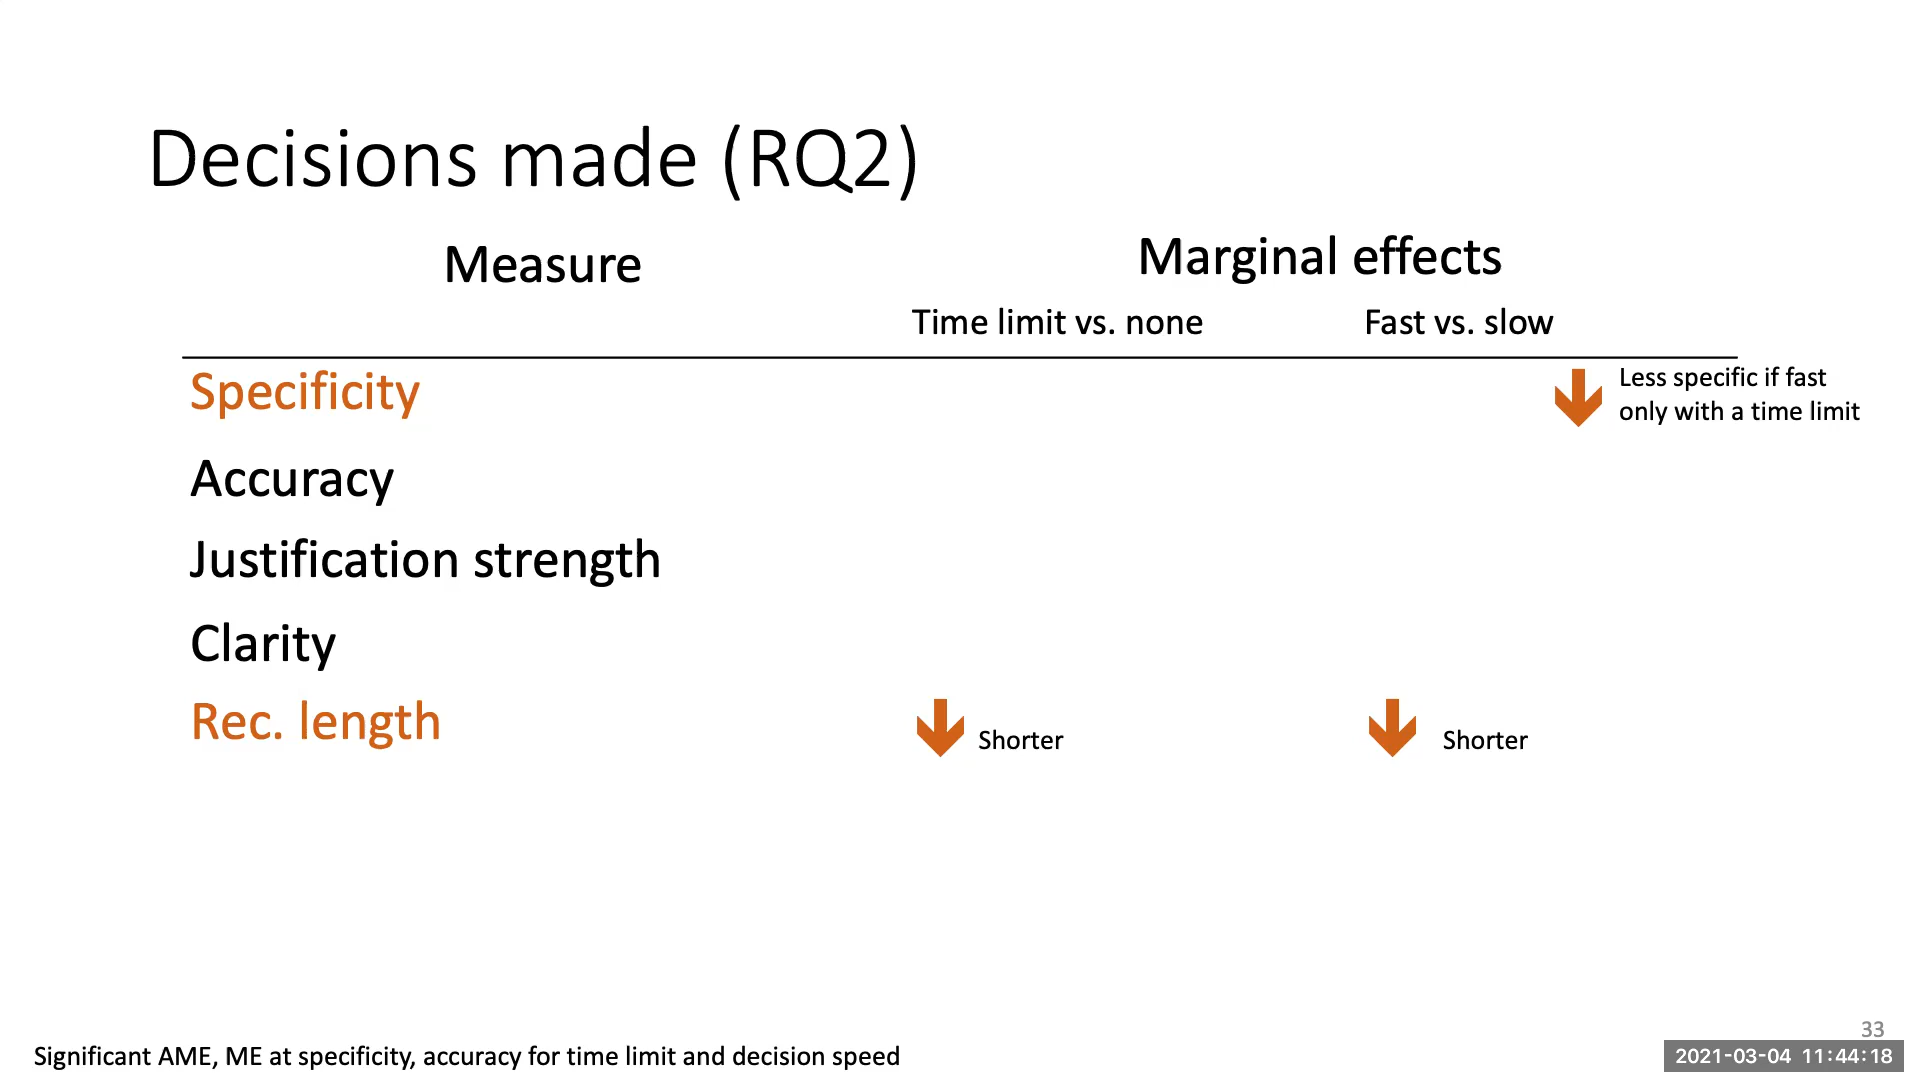 Decisions made (RQ2)
Measure
Marginal effects
Time limit vs. none
Fast vs. slow
Specificity
Less specific if fast
only with a time limit
Accuracy
Justification strength
Clarity
Rec. length
Shorter
Shorter
33
Significant AME, ME at specificity, accuracy for time limit and decision speed
2021-03-04 11:44:18